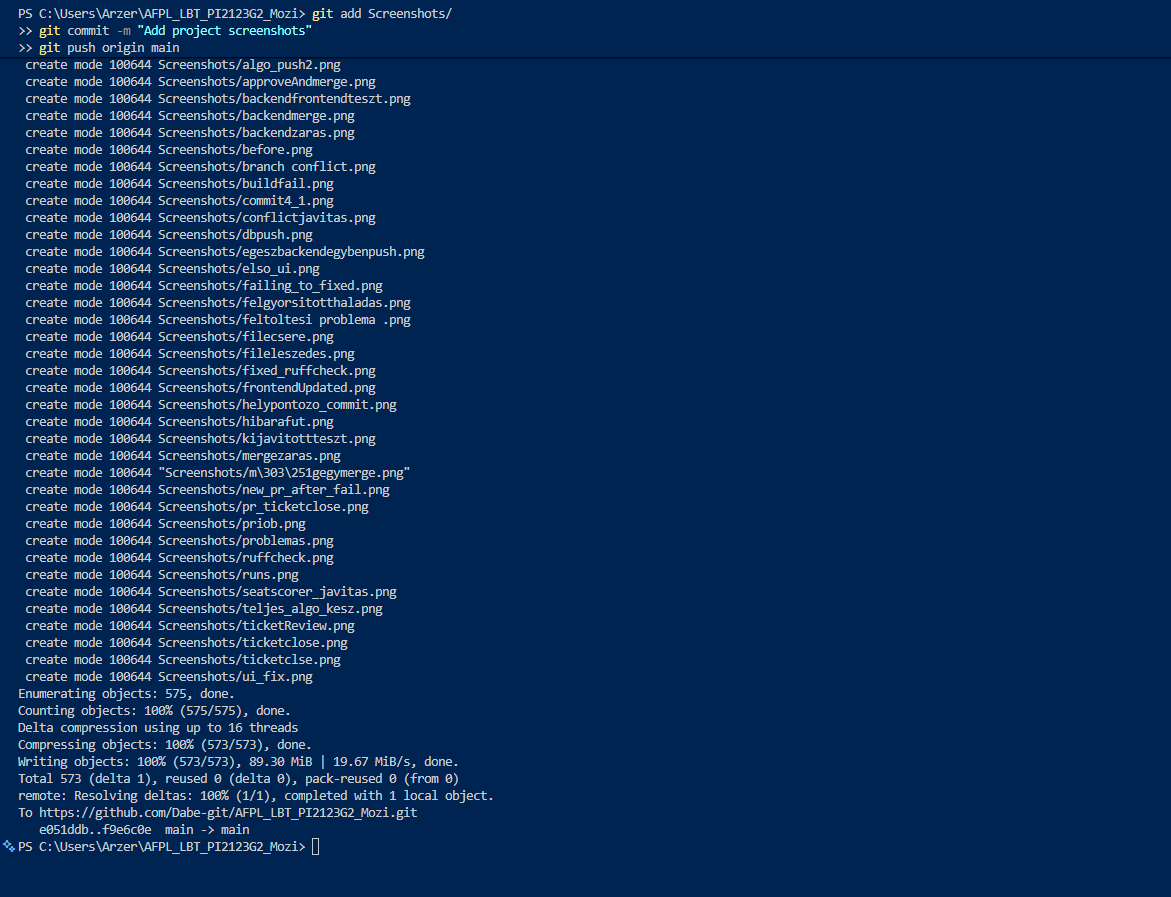 PS C:\Users\Arzer\AFPL_LBT_PI2123G2_Mozi> git add Screenshots/
>> git commit -m "Add project screenshots"
>> git push origin main
create mode 100644 Screenshots/algo_push2.png
create mode 100644 Screenshots/approveAndmerge.png
create mode 100644 Screenshots/backendfrontendteszt.png
create mode 100644 Screenshots/backendmerge.png
create mode 100644 Screenshots/backendzaras.png
create mode 100644 Screenshots/before.png
create mode 100644 Screenshots/branch conflict.png
create mode 100644 Screenshots/buildfail.png
create mode 100644 Screenshots/commit4_1.png
create mode 100644 Screenshots/conflictjavitas.png
create mode 100644 Screenshots/dbpush.png
create mode 100644 Screenshots/egeszbackendegybenpush.png
create mode 100644 Screenshots/elso_ui.png
create mode 100644 Screenshots/failing_to_fixed.png
create mode 100644 Screenshots/felgyorsitotthaladas.png
create mode 100644 Screenshots/feltoltesi problema .png
create mode 100644 Screenshots/filecsere.png
create mode 100644 Screenshots/fileleszedes.png
create mode 100644 Screenshots/fixed_ruffcheck.png
create mode 100644 Screenshots/frontendUpdated.png
create mode 100644 Screenshots/helypontozo_commit.png
create mode 100644 Screenshots/hibarafut.png
create mode 100644 Screenshots/kijavitottteszt.png
create mode 100644 Screenshots/mergezaras.png
create mode 100644 "Screenshots/m\303\251gegymerge.png"
create mode 100644 Screenshots/new_pr_after_fail.png
create mode 100644 Screenshots/pr_ticketclose.png
create mode 100644 Screenshots/priob.png
create mode 100644 Screenshots/problemas.png
create mode 100644 Screenshots/ruffcheck.png
create mode 100644 Screenshots/runs.png
create mode 100644 Screenshots/seatscorer_javitas.png
create mode 100644 Screenshots/teljes_algo_kesz.png
create mode 100644 Screenshots/ticketReview.png
create mode 100644 Screenshots/ticketclose.png
create mode 100644 Screenshots/ticketclse.png
create mode 100644 Screenshots/ui_fix.png
Enumerating objects: 575, done.
Counting objects: 100% (575/575), done.
Delta compression using up to 16 threads
Compressing objects: 100% (573/573), done.
Writing objects: 100% (573/573), 89.30 MiB | 19.67 MiB/s, done.
Total 573 (delta 1), reused 0 (delta 0), pack-reused 0 (from 0)
remote: Resolving deltas: 100% (1/1), completed with 1 local object.
To https://github.com/Dabe-git/AFPL_LBT_PI2123G2_Mozi.git
e051ddb..f9e6c0e  main -> main
PS C:\Users\Arzer\AFPL_LBT_PI2123G2_Mozi>